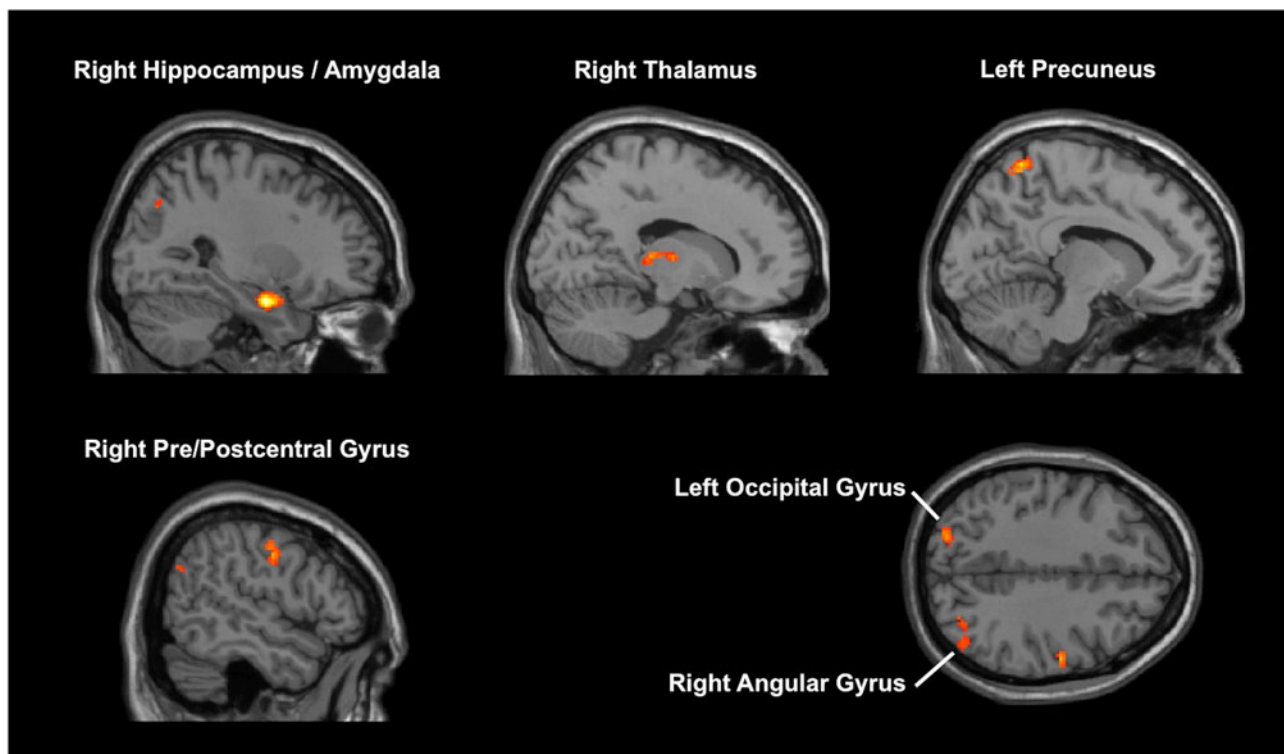 Right Hippocampus / Amygdala
Right Thalamus
Left Precuneus
Right Pre/Postcentral Gyrus
Left Occipital Gyrus
Right Angular Gyrus